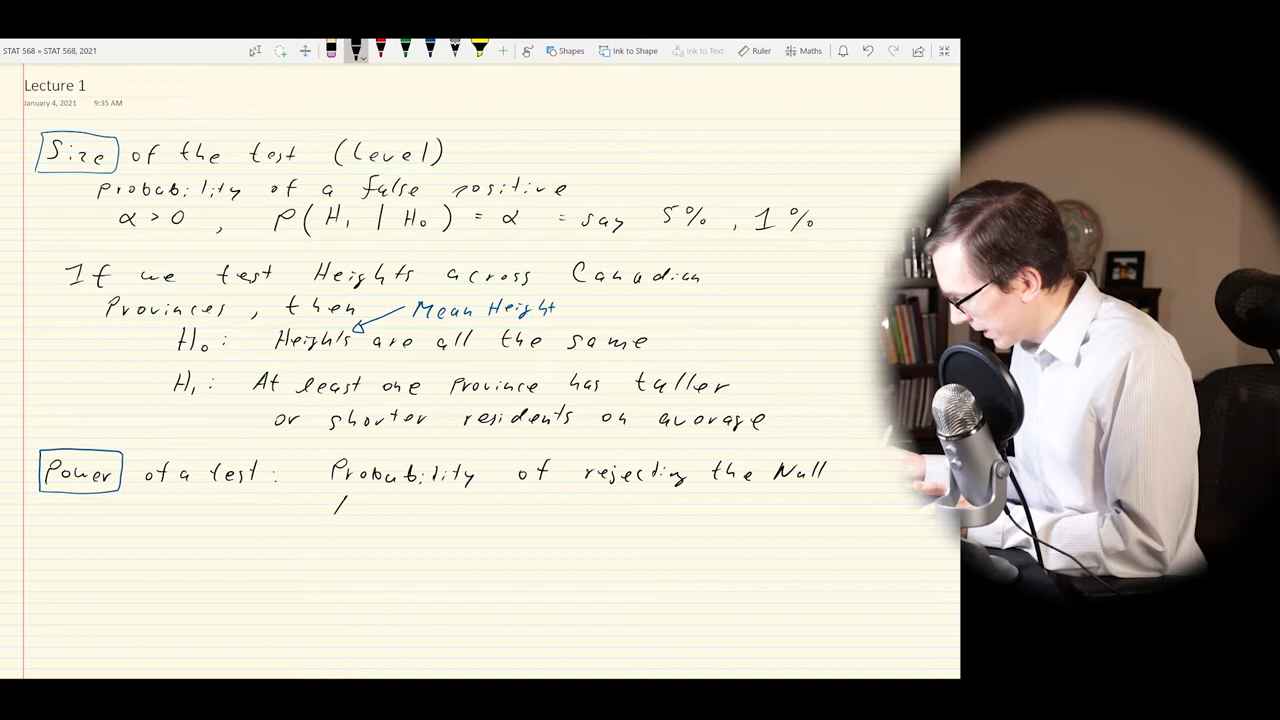 STAT 568 » STAT 568, 2021
Shapes
Ink to Shape
Ink to Text
Ruler
Maths
Lecture 1
January 4, 2021 9:35 AM
Size of the test (Level)
Probability of a false positive
α > 0 , P( H₁ | H₀ ) = α = say 5% , 1%
If we test Heights across Canadian
Provinces, then
Mean Height
H₀ : Heights are all the same
H₁ : At least one province has taller
or shorter residents on average
Power of a test : Probability of rejecting the Null